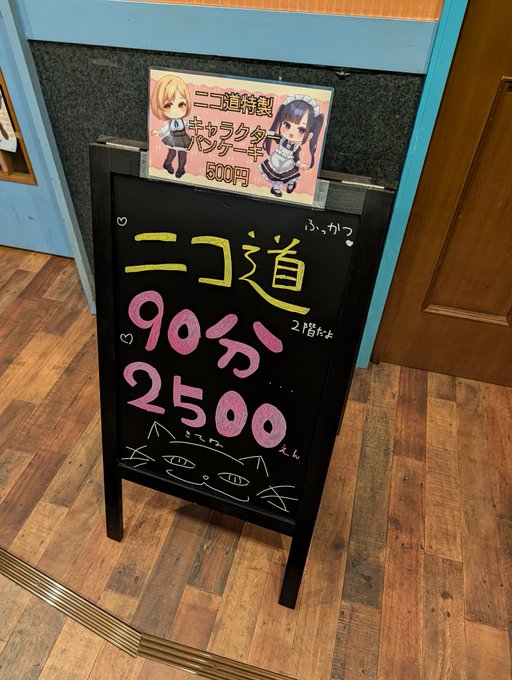 ニコ道特製
キャラクター
パンケーキ
500円
ふっかつ
ニコ道
2階だよ
90分
2500
えん
きてね